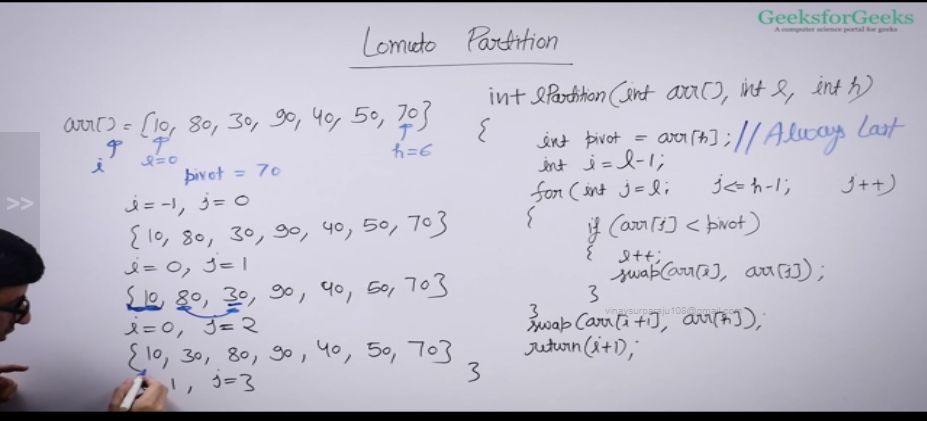 GeeksforGeeks
A computer science portal for geeks
Lomuto Partition
arr[] = {10, 80, 30, 90, 40, 50, 70}
i
l=0
h=6
pivot = 70
i=-1, j=0
{10, 80, 30, 90, 40, 50, 70}
i=0, j=1
{10, 80, 30, 90, 40, 50, 70}
i=0, j=2
{10, 30, 80, 90, 40, 50, 70}
1, j=3
>>
int lPartition(int arr[], int l, int h)
{
int pivot = arr[h]; // Always Last
int i=l-1;
for(int j=l; j<=h-1; j++)
{
if (arr[j] < pivot)
{ i++;
swap(arr[i], arr[j]);
}
}
vinaysurparaju108@gmail.com
swap(arr[i+1], arr[h]);
return(i+1);
}